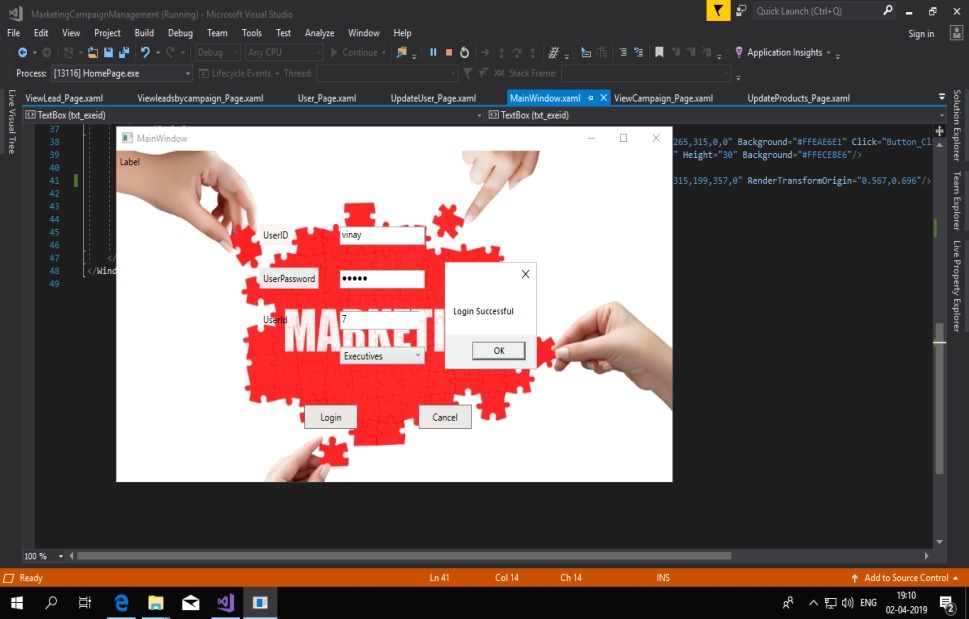 MarketingCampaignManagement (Running) - Microsoft Visual Studio
Quick Launch (Ctrl+Q)
File Edit View Project Build Debug Team Tools Test Analyze Window Help
Sign in
Debug Any CPU Continue Application Insights
Process: [13116] HomePage.exe Lifecycle Events Thread: Stack Frame:
ViewLead_Page.xaml Viewleadsbycampaign_Page.xaml User_Page.xaml UpdateUser_Page.xaml MainWindow.xaml ViewCampaign_Page.xaml UpdateProducts_Page.xaml
TextBox (txt_exeid) TextBox (txt_exeid)
Live Visual Tree
Solution Explorer
Team Explorer
Live Property Explorer
37
38 265,315,0,0" Background="#FFEAE6E1" Click="Button_Cl
39 " Height="30" Background="#FFECE8E6"/>
40
41 315,199,357,0" RenderTransformOrigin="0.567,0.696"/>
42
43
44
45
46
47 </
48 </Wind
49
MainWindow
Label
UserID vinay
UserPassword •••••
UserId 7
MARKETI
Executives
Login Cancel
Login Successful
OK
100 %
Ready Ln 41 Col 14 Ch 14 INS Add to Source Control
ENG 19:10
02-04-2019
2